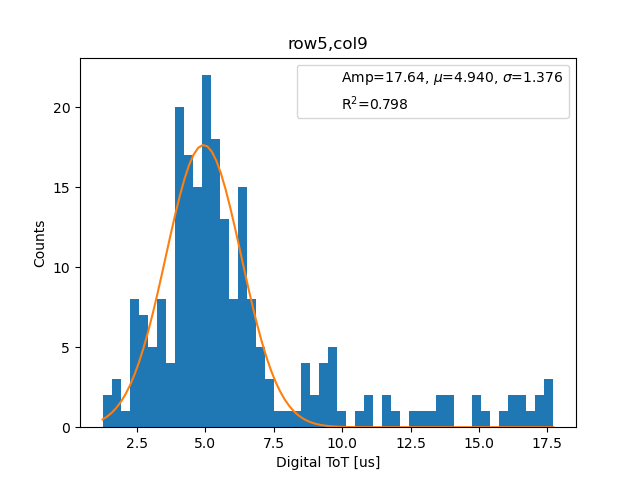 row5,col9
Amp=17.64, μ=4.940, σ=1.376
R²=0.798
Counts
20
15
10
5
0
2.5 5.0 7.5 10.0 12.5 15.0 17.5
Digital ToT [us]